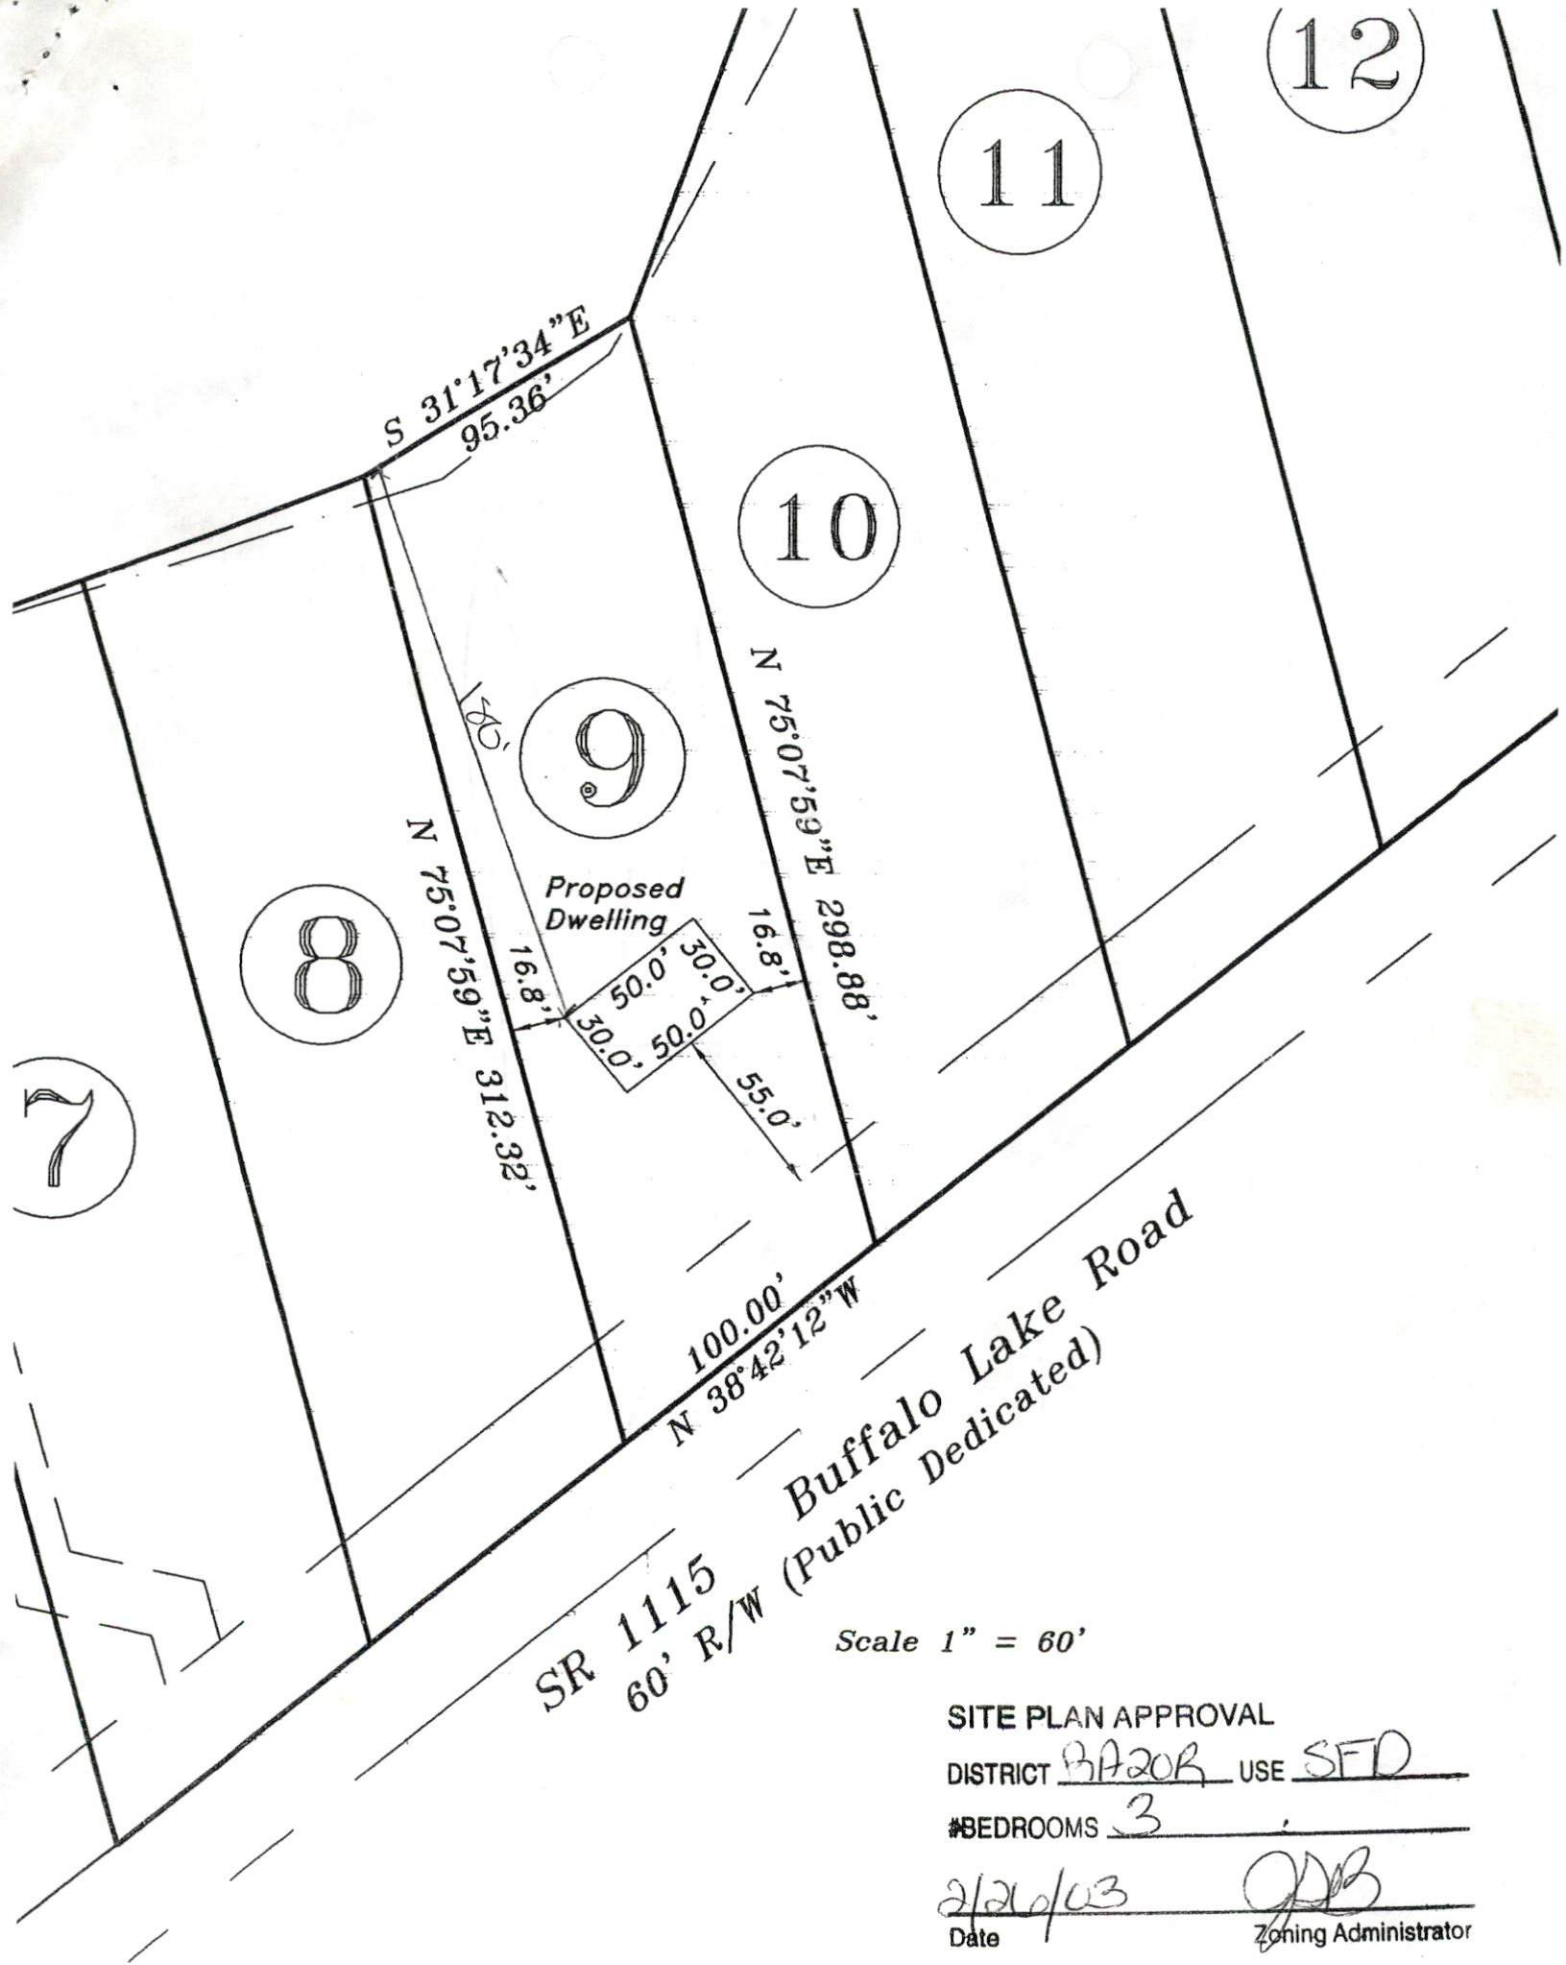 12
11
S 31°17'34"E
95.36'
10
9
180'
N 75°07'59"E 298.88'
N 75°07'59"E 312.32'
Proposed
Dwelling
8
16.8'
16.8'
50.0'
30.0'
30.0'
50.0'
55.0'
7
100.00'
N 38°42'12"W
SR 1115 Buffalo Lake Road
60' R/W (Public Dedicated)
Scale 1" = 60'
SITE PLAN APPROVAL
DISTRICT RA20R USE SFD
#BEDROOMS 3
2/26/03
Date Zoning Administrator